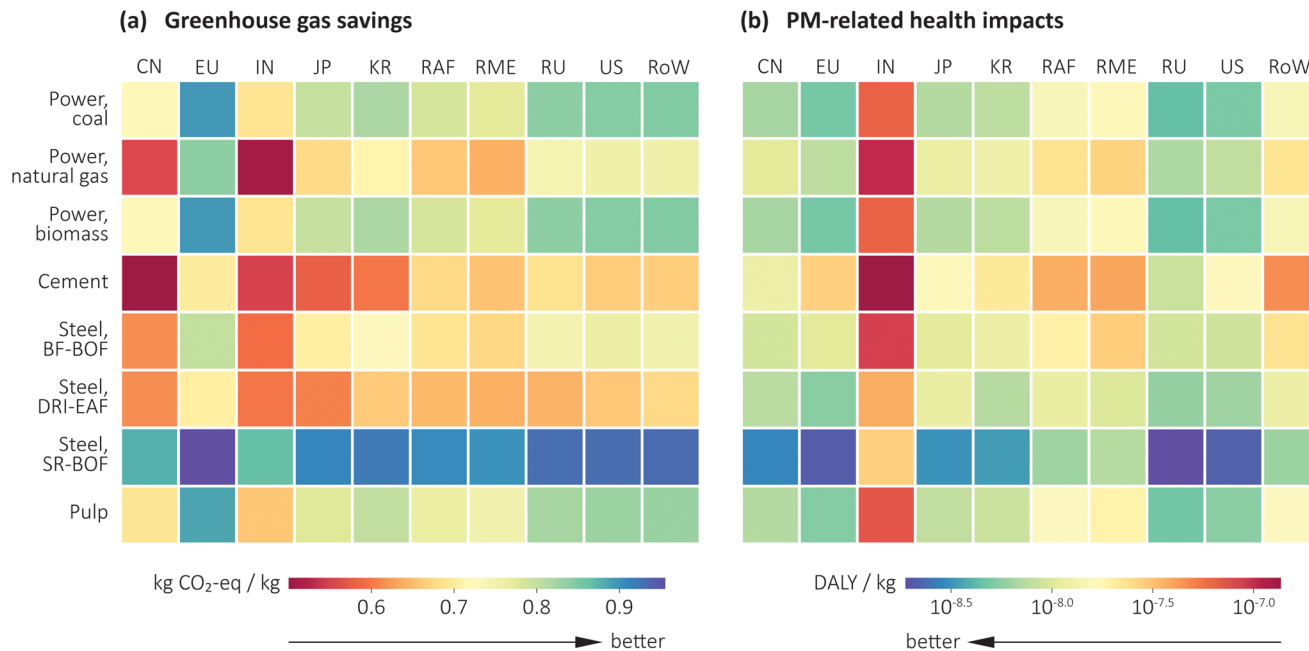 (a) Greenhouse gas savings
(b) PM-related health impacts
CN EU IN JP KR RAF RME RU US RoW
CN EU IN JP KR RAF RME RU US RoW
Power,
coal
Power,
natural gas
Power,
biomass
Cement
Steel,
BF-BOF
Steel,
DRI-EAF
Steel,
SR-BOF
Pulp
kg CO₂-eq / kg
0.6 0.7 0.8 0.9
better
DALY / kg
10⁻⁸·⁵ 10⁻⁸·⁰ 10⁻⁷·⁵ 10⁻⁷·⁰
better